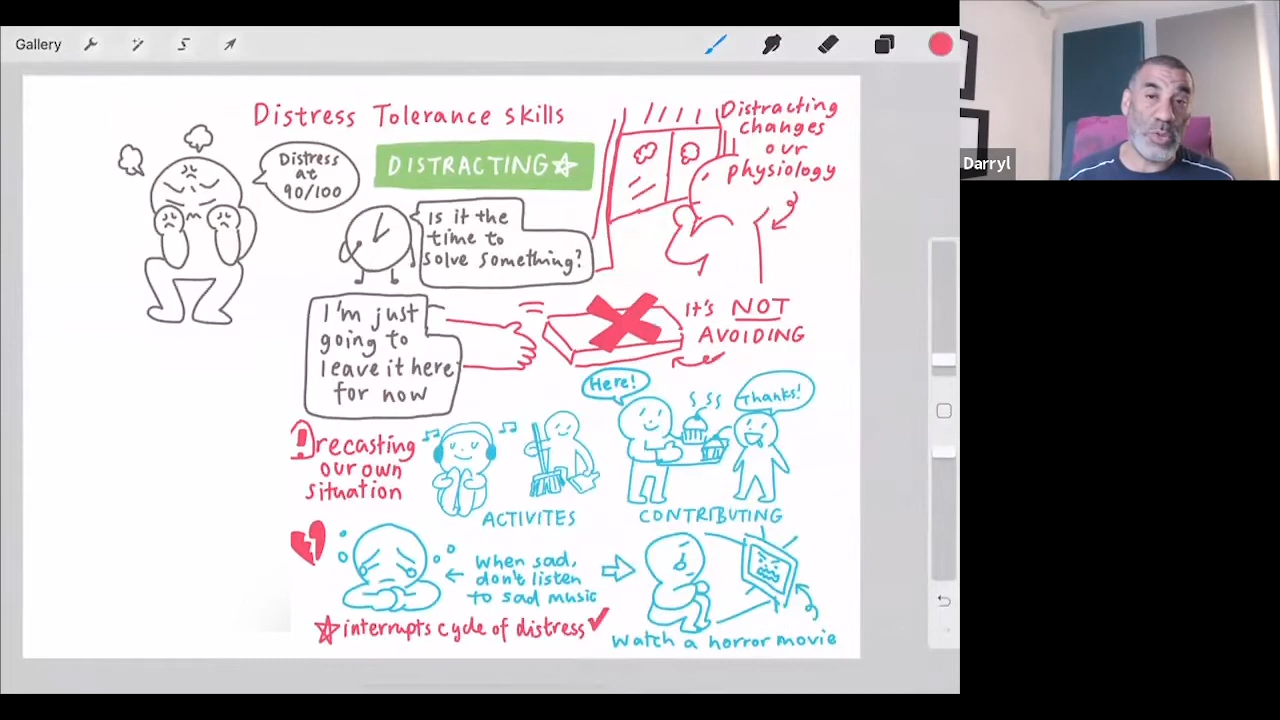 Gallery
Darryl
Distress Tolerance skills
DISTRACTING
Distress
at
90/100
Is it the
time to
solve something?
Distracting
changes
our
physiology
I'm just
going to
leave it here
for now
It's NOT
AVOIDING
recasting
our own
situation
ACTIVITES
Here!
Thanks!
CONTRIBUTING
When sad,
don't listen
to sad music
interrupts cycle of distress
Watch a horror movie